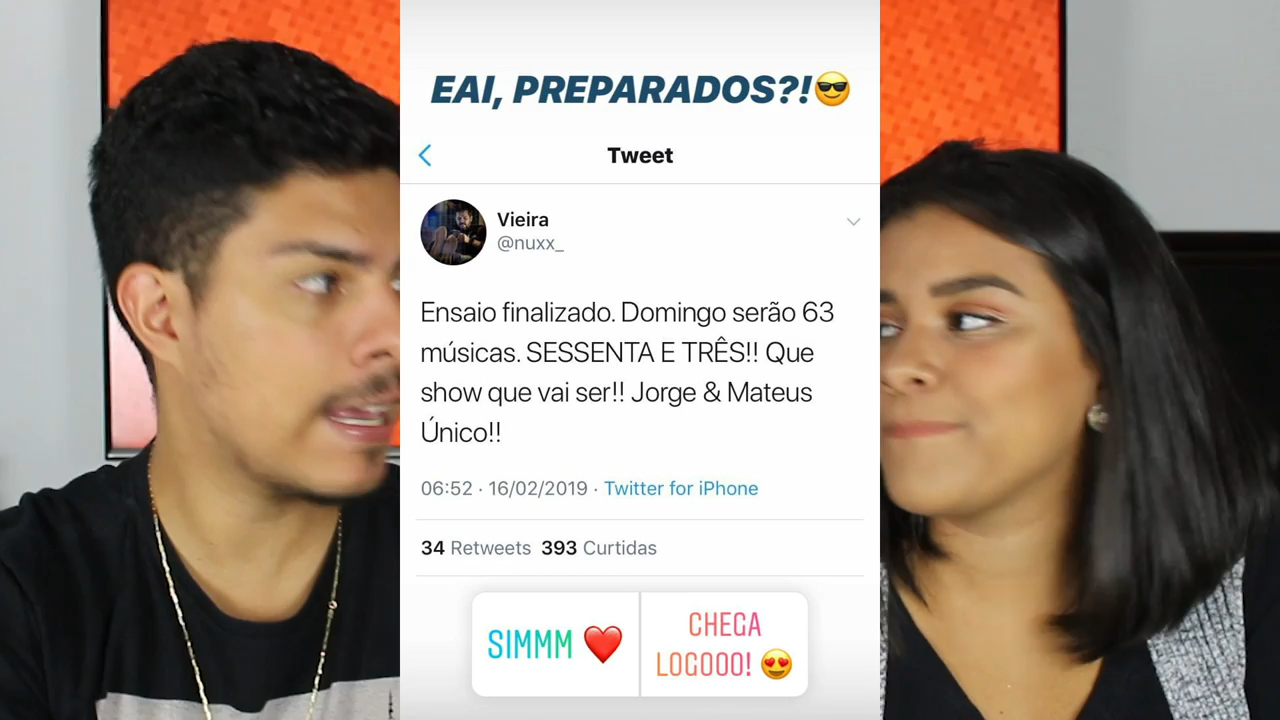 EAI, PREPARADOS?!😎
Tweet
Vieira
@nuxx_
Ensaio finalizado. Domingo serão 63
músicas. SESSENTA E TRÊS!! Que
show que vai ser!! Jorge & Mateus
Único!!
06:52 · 16/02/2019 · Twitter for iPhone
34 Retweets 393 Curtidas
SIMMM ❤️
CHEGA
LOGOOO! 😍